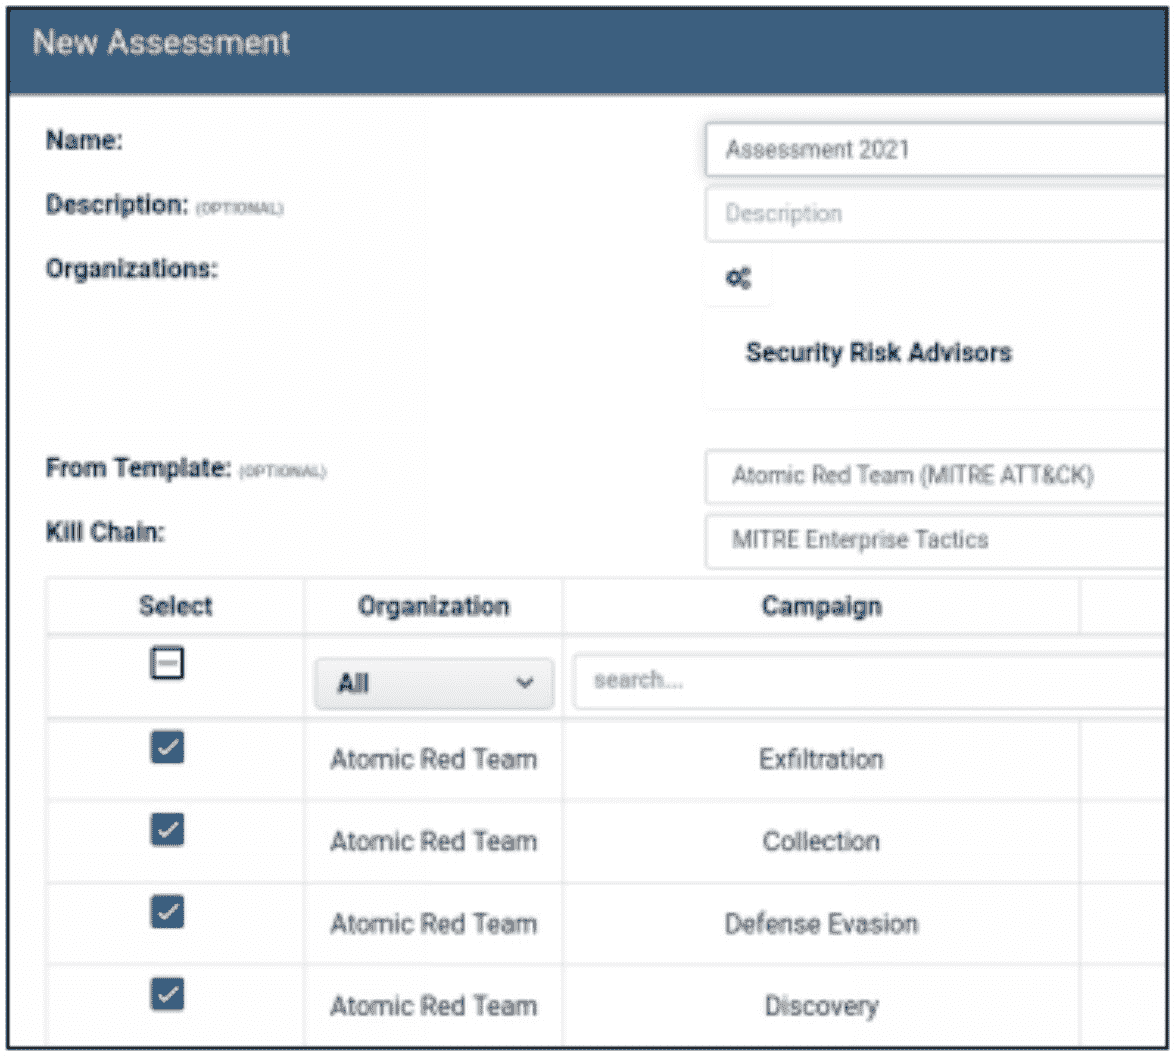 New Assessment
Name:
Assessment 2021
Description: (OPTIONAL)
Description
Organizations:
Security Risk Advisors
From Template: (OPTIONAL)
Atomic Red Team (MITRE ATT&CK)
Kill Chain:
MITRE Enterprise Tactics
Select Organization Campaign
All search...
Atomic Red Team Exfiltration
Atomic Red Team Collection
Atomic Red Team Defense Evasion
Atomic Red Team Discovery